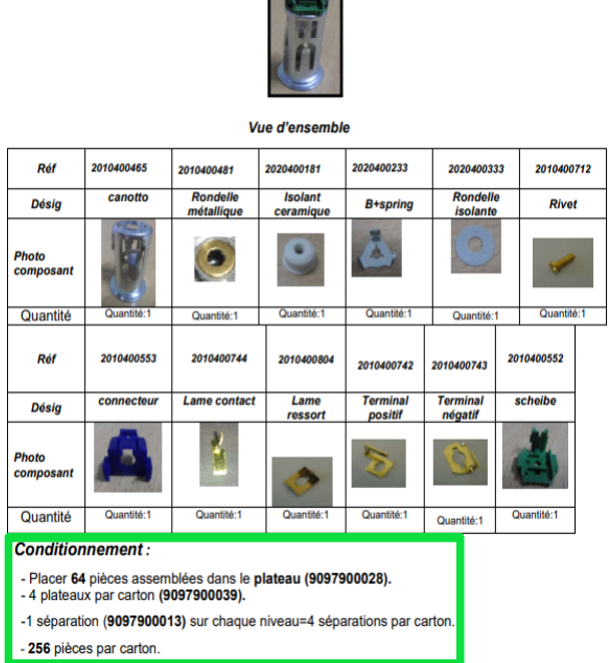 Vue d'ensemble
Réf 2010400465 2010400481 2020400181 2020400233 2020400333 2010400712
Désig canotto Rondelle métallique Isolant ceramique B+spring Rondelle isolante Rivet
Photo composant
Quantité Quantité:1 Quantité:1 Quantité:1 Quantité:1 Quantité:1 Quantité:1
Réf 2010400553 2010400744 2010400804 2010400742 2010400743 2010400552
Désig connecteur Lame contact Lame ressort Terminal positif Terminal négatif scheibe
Photo composant
Quantité Quantité:1 Quantité:1 Quantité:1 Quantité:1 Quantité:1 Quantité:1
Conditionnement :
- Placer 64 pièces assemblées dans le plateau (9097900028).
- 4 plateaux par carton (9097900039).
-1 séparation (9097900013) sur chaque niveau=4 séparations par carton.
- 256 pièces par carton.